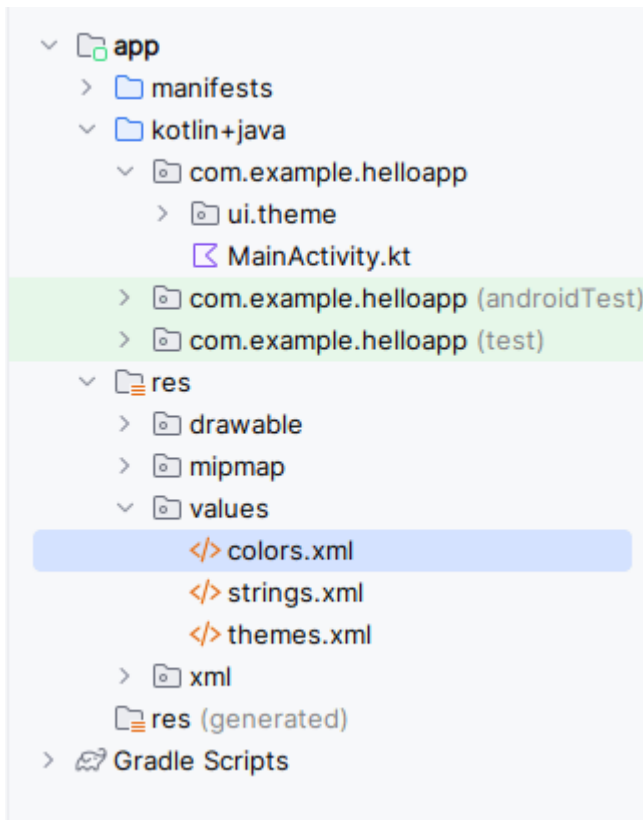 app
manifests
kotlin+java
com.example.helloapp
ui.theme
MainActivity.kt
com.example.helloapp (androidTest)
com.example.helloapp (test)
res
drawable
mipmap
values
</> colors.xml
</> strings.xml
</> themes.xml
xml
res (generated)
Gradle Scripts